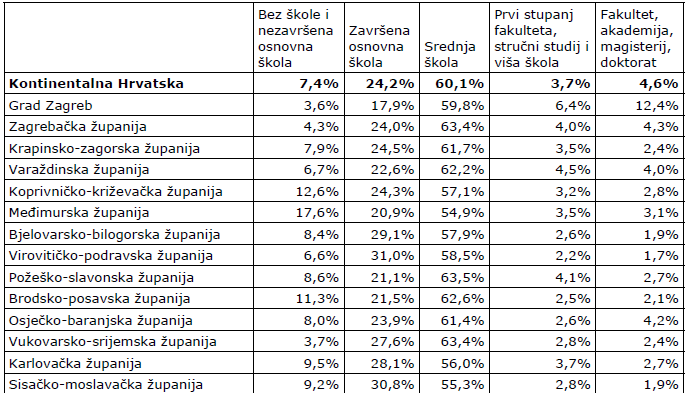 Bez škole i nezavršena osnovna škola | Završena osnovna škola | Srednja škola | Prvi stupanj fakulteta, stručni studij i viša škola | Fakultet, akademija, magisterij, doktorat
Kontinentalna Hrvatska 7,4% 24,2% 60,1% 3,7% 4,6%
Grad Zagreb 3,6% 17,9% 59,8% 6,4% 12,4%
Zagrebačka županija 4,3% 24,0% 63,4% 4,0% 4,3%
Krapinsko-zagorska županija 7,9% 24,5% 61,7% 3,5% 2,4%
Varaždinska županija 6,7% 22,6% 62,2% 4,5% 4,0%
Koprivničko-križevačka županija 12,6% 24,3% 57,1% 3,2% 2,8%
Međimurska županija 17,6% 20,9% 54,9% 3,5% 3,1%
Bjelovarsko-bilogorska županija 8,4% 29,1% 57,9% 2,6% 1,9%
Virovitičko-podravska županija 6,6% 31,0% 58,5% 2,2% 1,7%
Požeško-slavonska županija 8,6% 21,1% 63,5% 4,1% 2,7%
Brodsko-posavska županija 11,3% 21,5% 62,6% 2,5% 2,1%
Osječko-baranjska županija 8,0% 23,9% 61,4% 2,6% 4,2%
Vukovarsko-srijemska županija 3,7% 27,6% 63,4% 2,8% 2,4%
Karlovačka županija 9,5% 28,1% 56,0% 3,7% 2,7%
Sisačko-moslavačka županija 9,2% 30,8% 55,3% 2,8% 1,9%